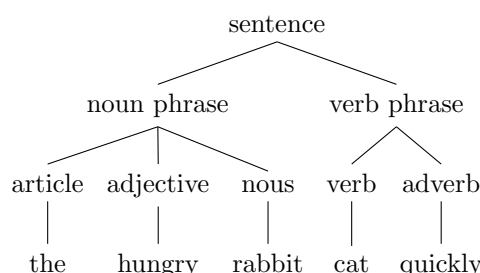 sentence
noun phrase verb phrase
article adjective nous verb adverb
the hungry rabbit cat quickly